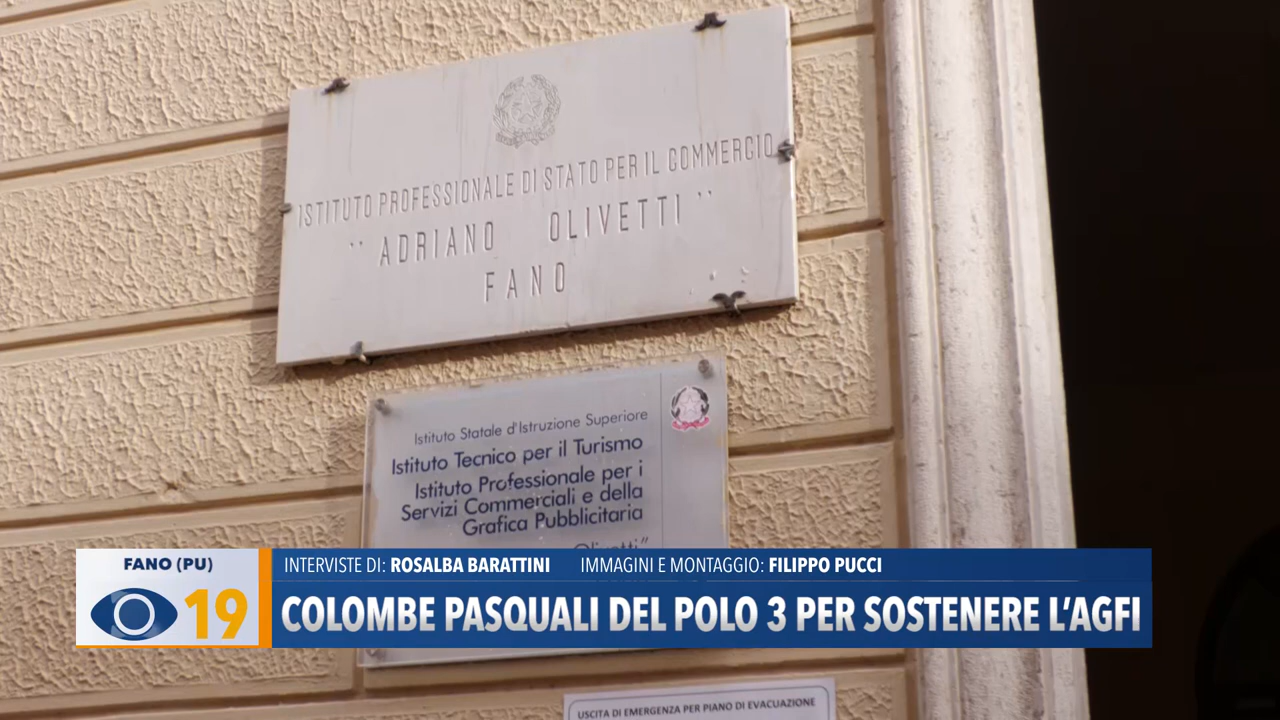 ISTITUTO PROFESSIONALE DI STATO PER IL COMMERCIO
" ADRIANO OLIVETTI "
FANO
Istituto Statale d'Istruzione Superiore
Istituto Tecnico per il Turismo
Istituto Professionale per i
Servizi Commerciali e della
Grafica Pubblicitaria
Olivetti"
FANO (PU)
19
INTERVISTE DI: ROSALBA BARATTINI IMMAGINI E MONTAGGIO: FILIPPO PUCCI
COLOMBE PASQUALI DEL POLO 3 PER SOSTENERE L'AGFI
USCITA DI EMERGENZA PER PIANO DI EVACUAZIONE